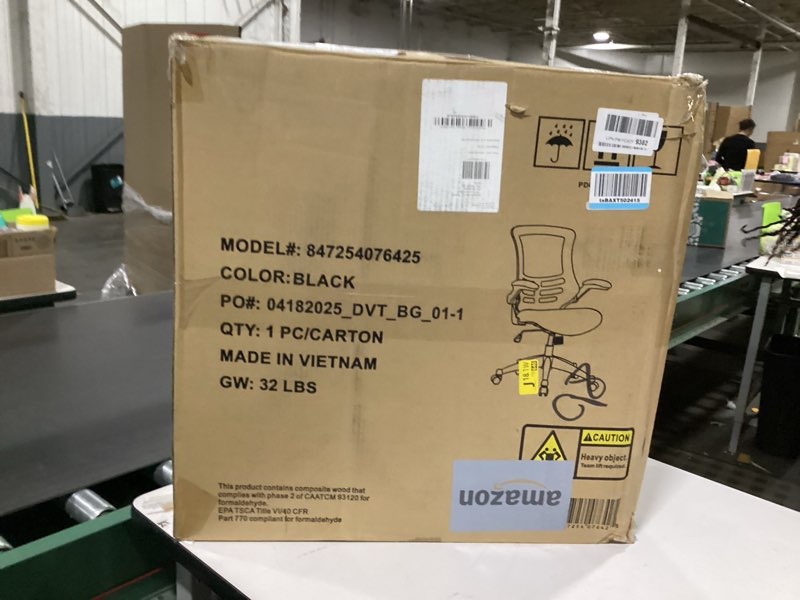 9302
tsBAXT502415
MODEL#: 847254076425
COLOR:BLACK
PO#: 04182025_DVT_BG_01-1
QTY: 1 PC/CARTON
MADE IN VIETNAM
GW: 32 LBS
CAUTION
Heavy object.
Team lift required.
amazon
This product contains composite wood that
complies with phase 2 of CAATCM 93120 for
formaldehyde.
EPA TSCA Title VI/40 CFR
Part 770 compliant for formaldehyde